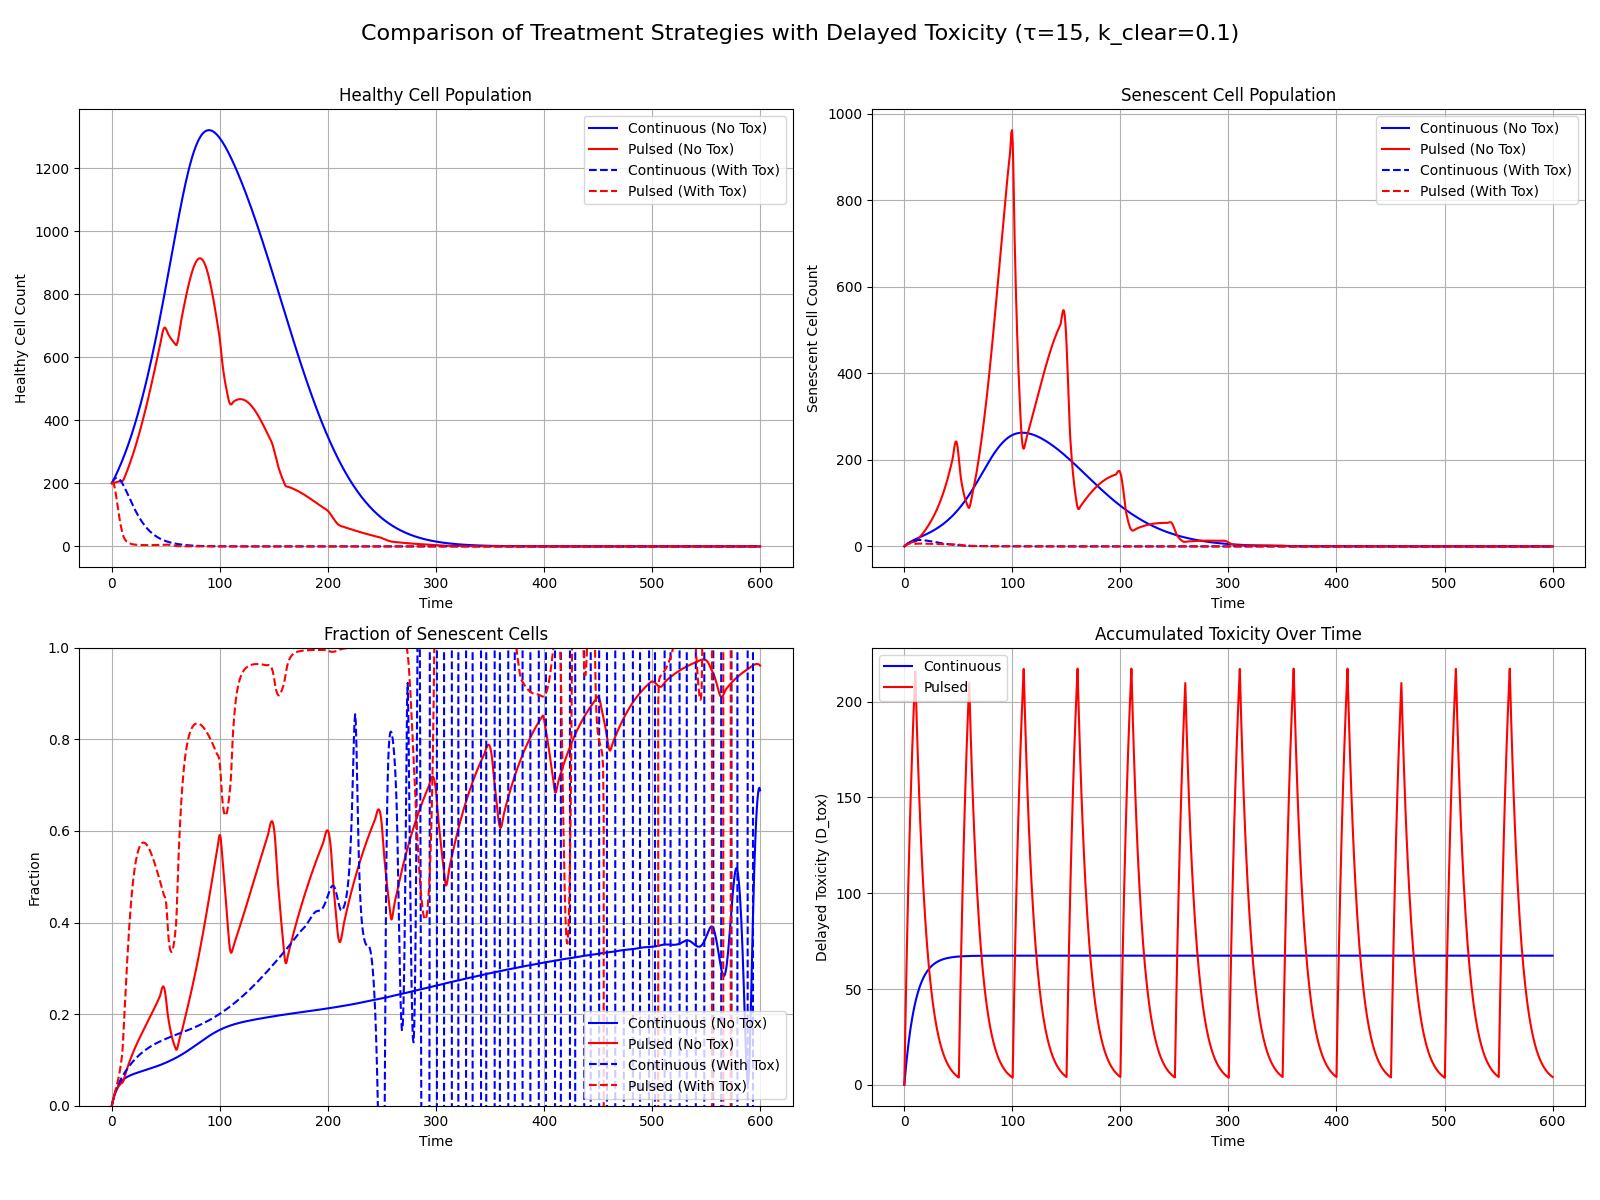 Comparison of Treatment Strategies with Delayed Toxicity (τ=15, k_clear=0.1)
Healthy Cell Population
Healthy Cell Count
1200
1000
800
600
400
200
0
0 100 200 300 400 500 600
Time
Continuous (No Tox)
Pulsed (No Tox)
Continuous (With Tox)
Pulsed (With Tox)
Senescent Cell Population
Senescent Cell Count
1000
800
600
400
200
0
0 100 200 300 400 500 600
Time
Continuous (No Tox)
Pulsed (No Tox)
Continuous (With Tox)
Pulsed (With Tox)
Fraction of Senescent Cells
Fraction
1.0
0.8
0.6
0.4
0.2
0.0
0 100 200 300 400 500 600
Time
Continuous (No Tox)
Pulsed (No Tox)
Continuous (With Tox)
Pulsed (With Tox)
Accumulated Toxicity Over Time
Delayed Toxicity (D_tox)
200
150
100
50
0
0 100 200 300 400 500 600
Time
Continuous
Pulsed